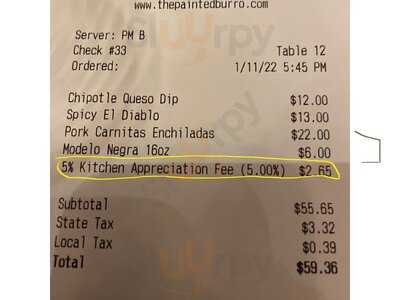 www.thepaintedburro.com
Server: PM B
Check #33 Table 12
Ordered: 1/11/22 5:45 PM
Chipotle Queso Dip $12.00
Spicy El Diablo $13.00
Pork Carnitas Enchiladas $22.00
Modelo Negra 16oz $6.00
5% Kitchen Appreciation Fee (5.00%) $2.65
Subtotal $55.65
State Tax $3.32
Local Tax $0.39
Total $59.36